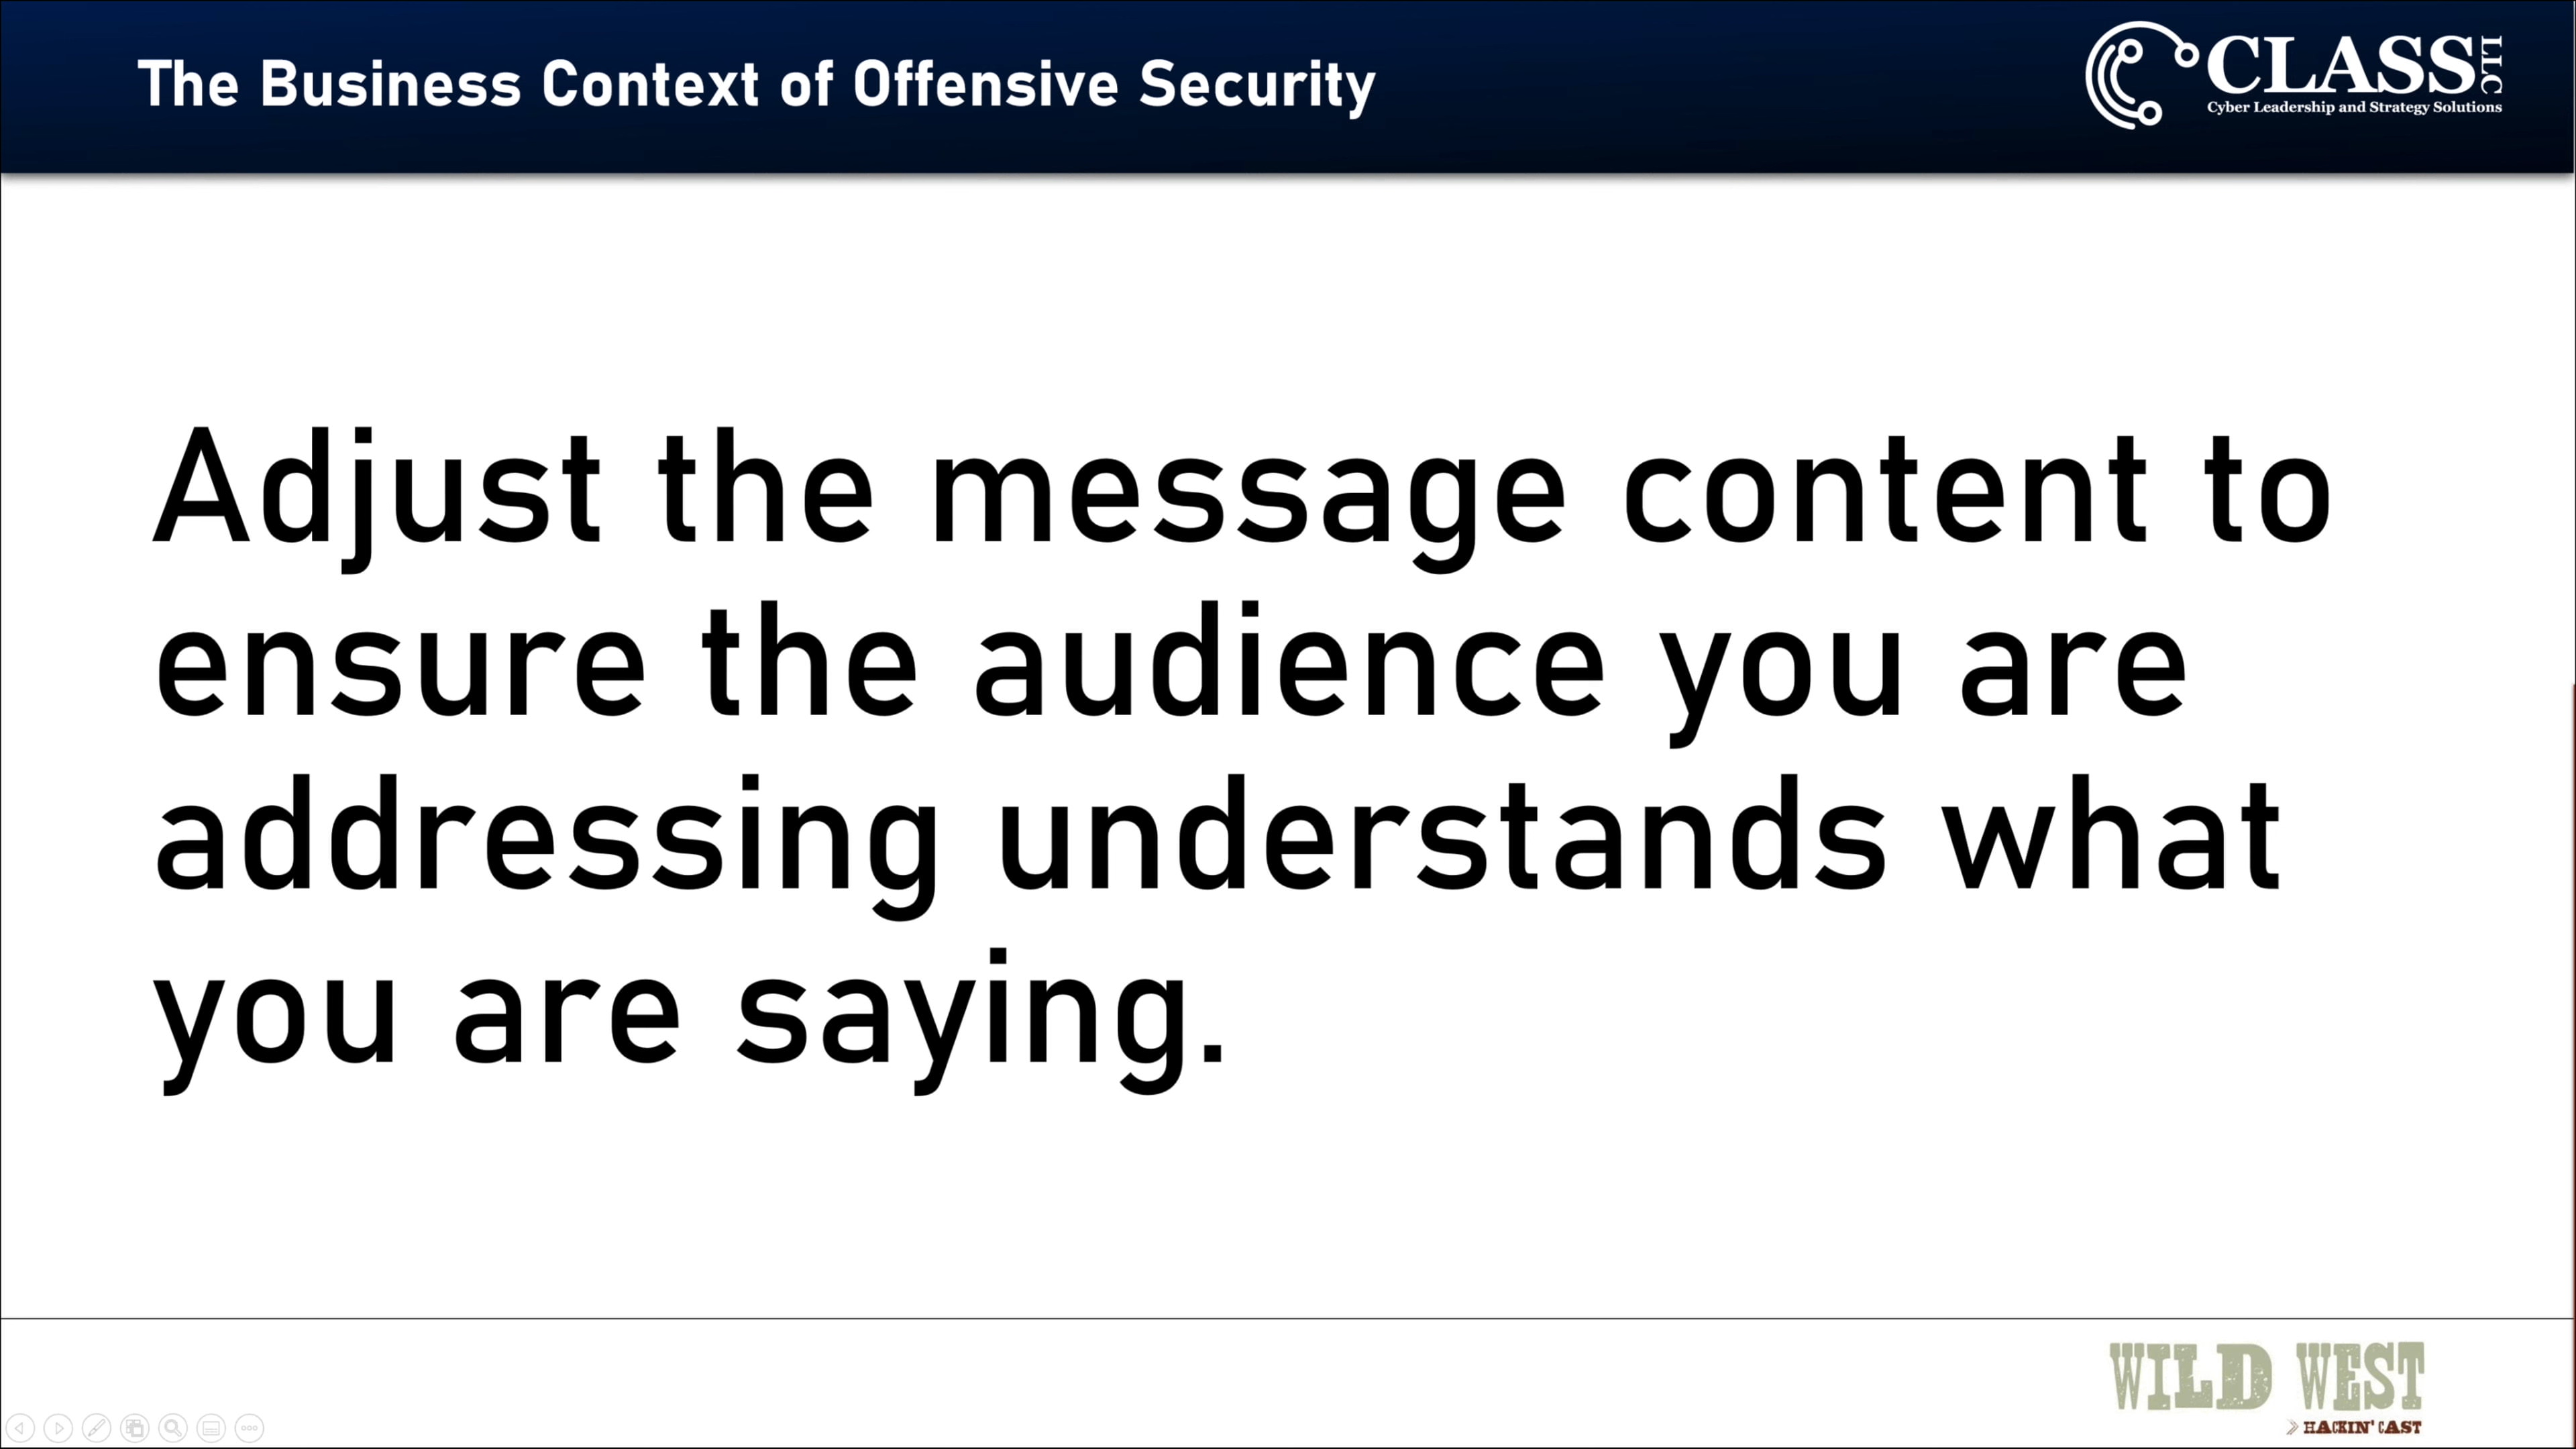 The Business Context of Offensive Security
CLASS LLC
Cyber Leadership and Strategy Solutions
Adjust the message content to
ensure the audience you are
addressing understands what
you are saying.
WILD WEST
HACKIN' CAST